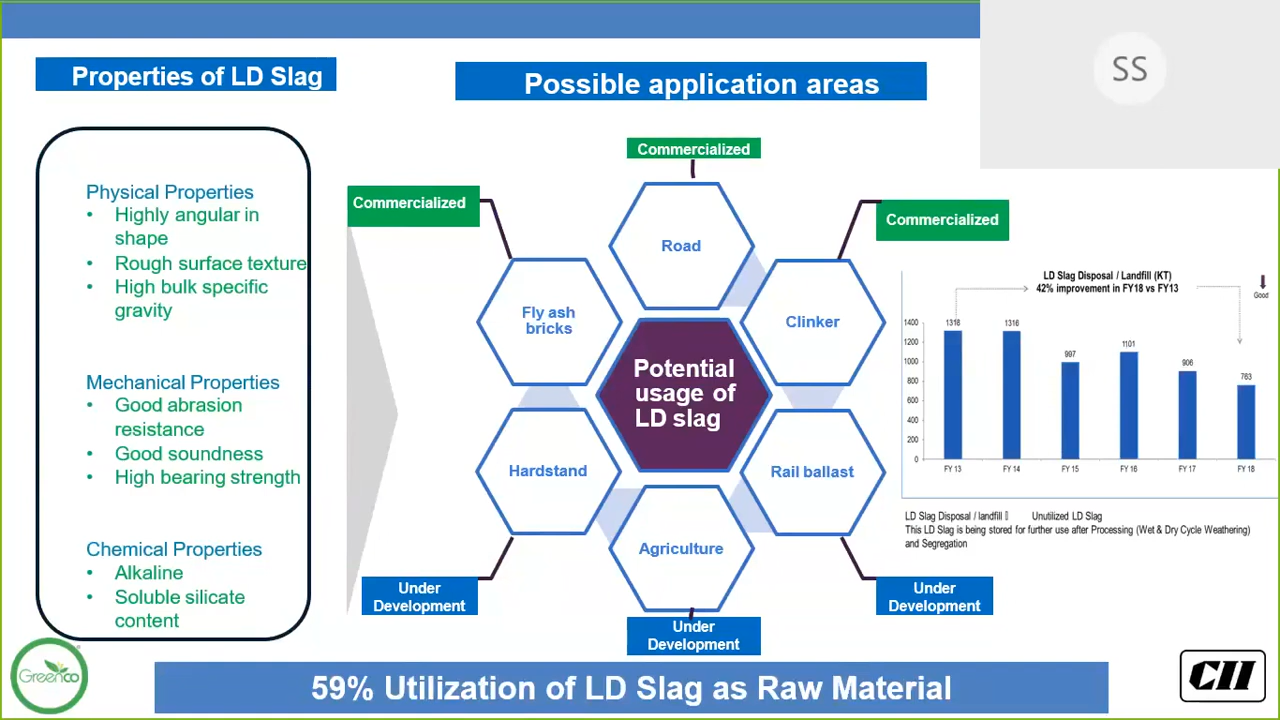 SS
Properties of LD Slag
Possible application areas
Physical Properties
• Highly angular in
shape
• Rough surface texture
• High bulk specific
gravity
Mechanical Properties
• Good abrasion
resistance
• Good soundness
• High bearing strength
Chemical Properties
• Alkaline
• Soluble silicate
content
Commercialized
Commercialized
Commercialized
Road
Fly ash
bricks
Clinker
Potential
usage of
LD slag
Hardstand
Rail ballast
Agriculture
Under
Development
Under
Development
Under
Development
LD Slag Disposal / Landfill (KT)
42% improvement in FY18 vs FY13
Good
1400
1200
1000
800
600
400
200
0
1316
1316
997
1101
906
763
FY 13
FY 14
FY 15
FY 16
FY 17
FY 18
LD Slag Disposal / landfill Unutilized LD Slag
This LD Slag is being stored for further use after Processing (Wet & Dry Cycle Weathering)
and Segregation
Greenco
59% Utilization of LD Slag as Raw Material
CII